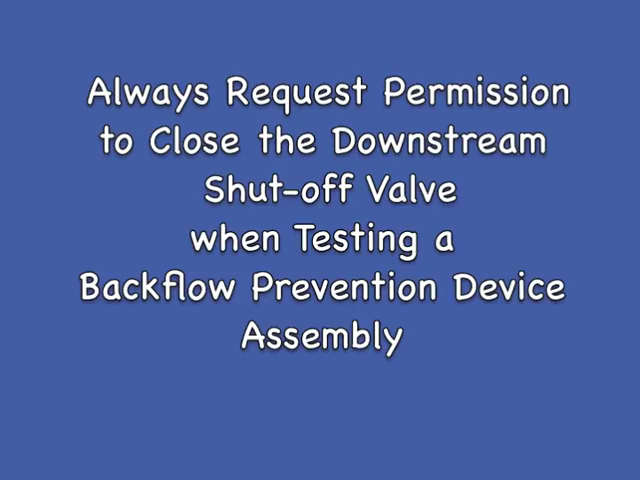 Always Request Permission
to Close the Downstream
Shut-off Valve
when Testing a
Backflow Prevention Device
Assembly